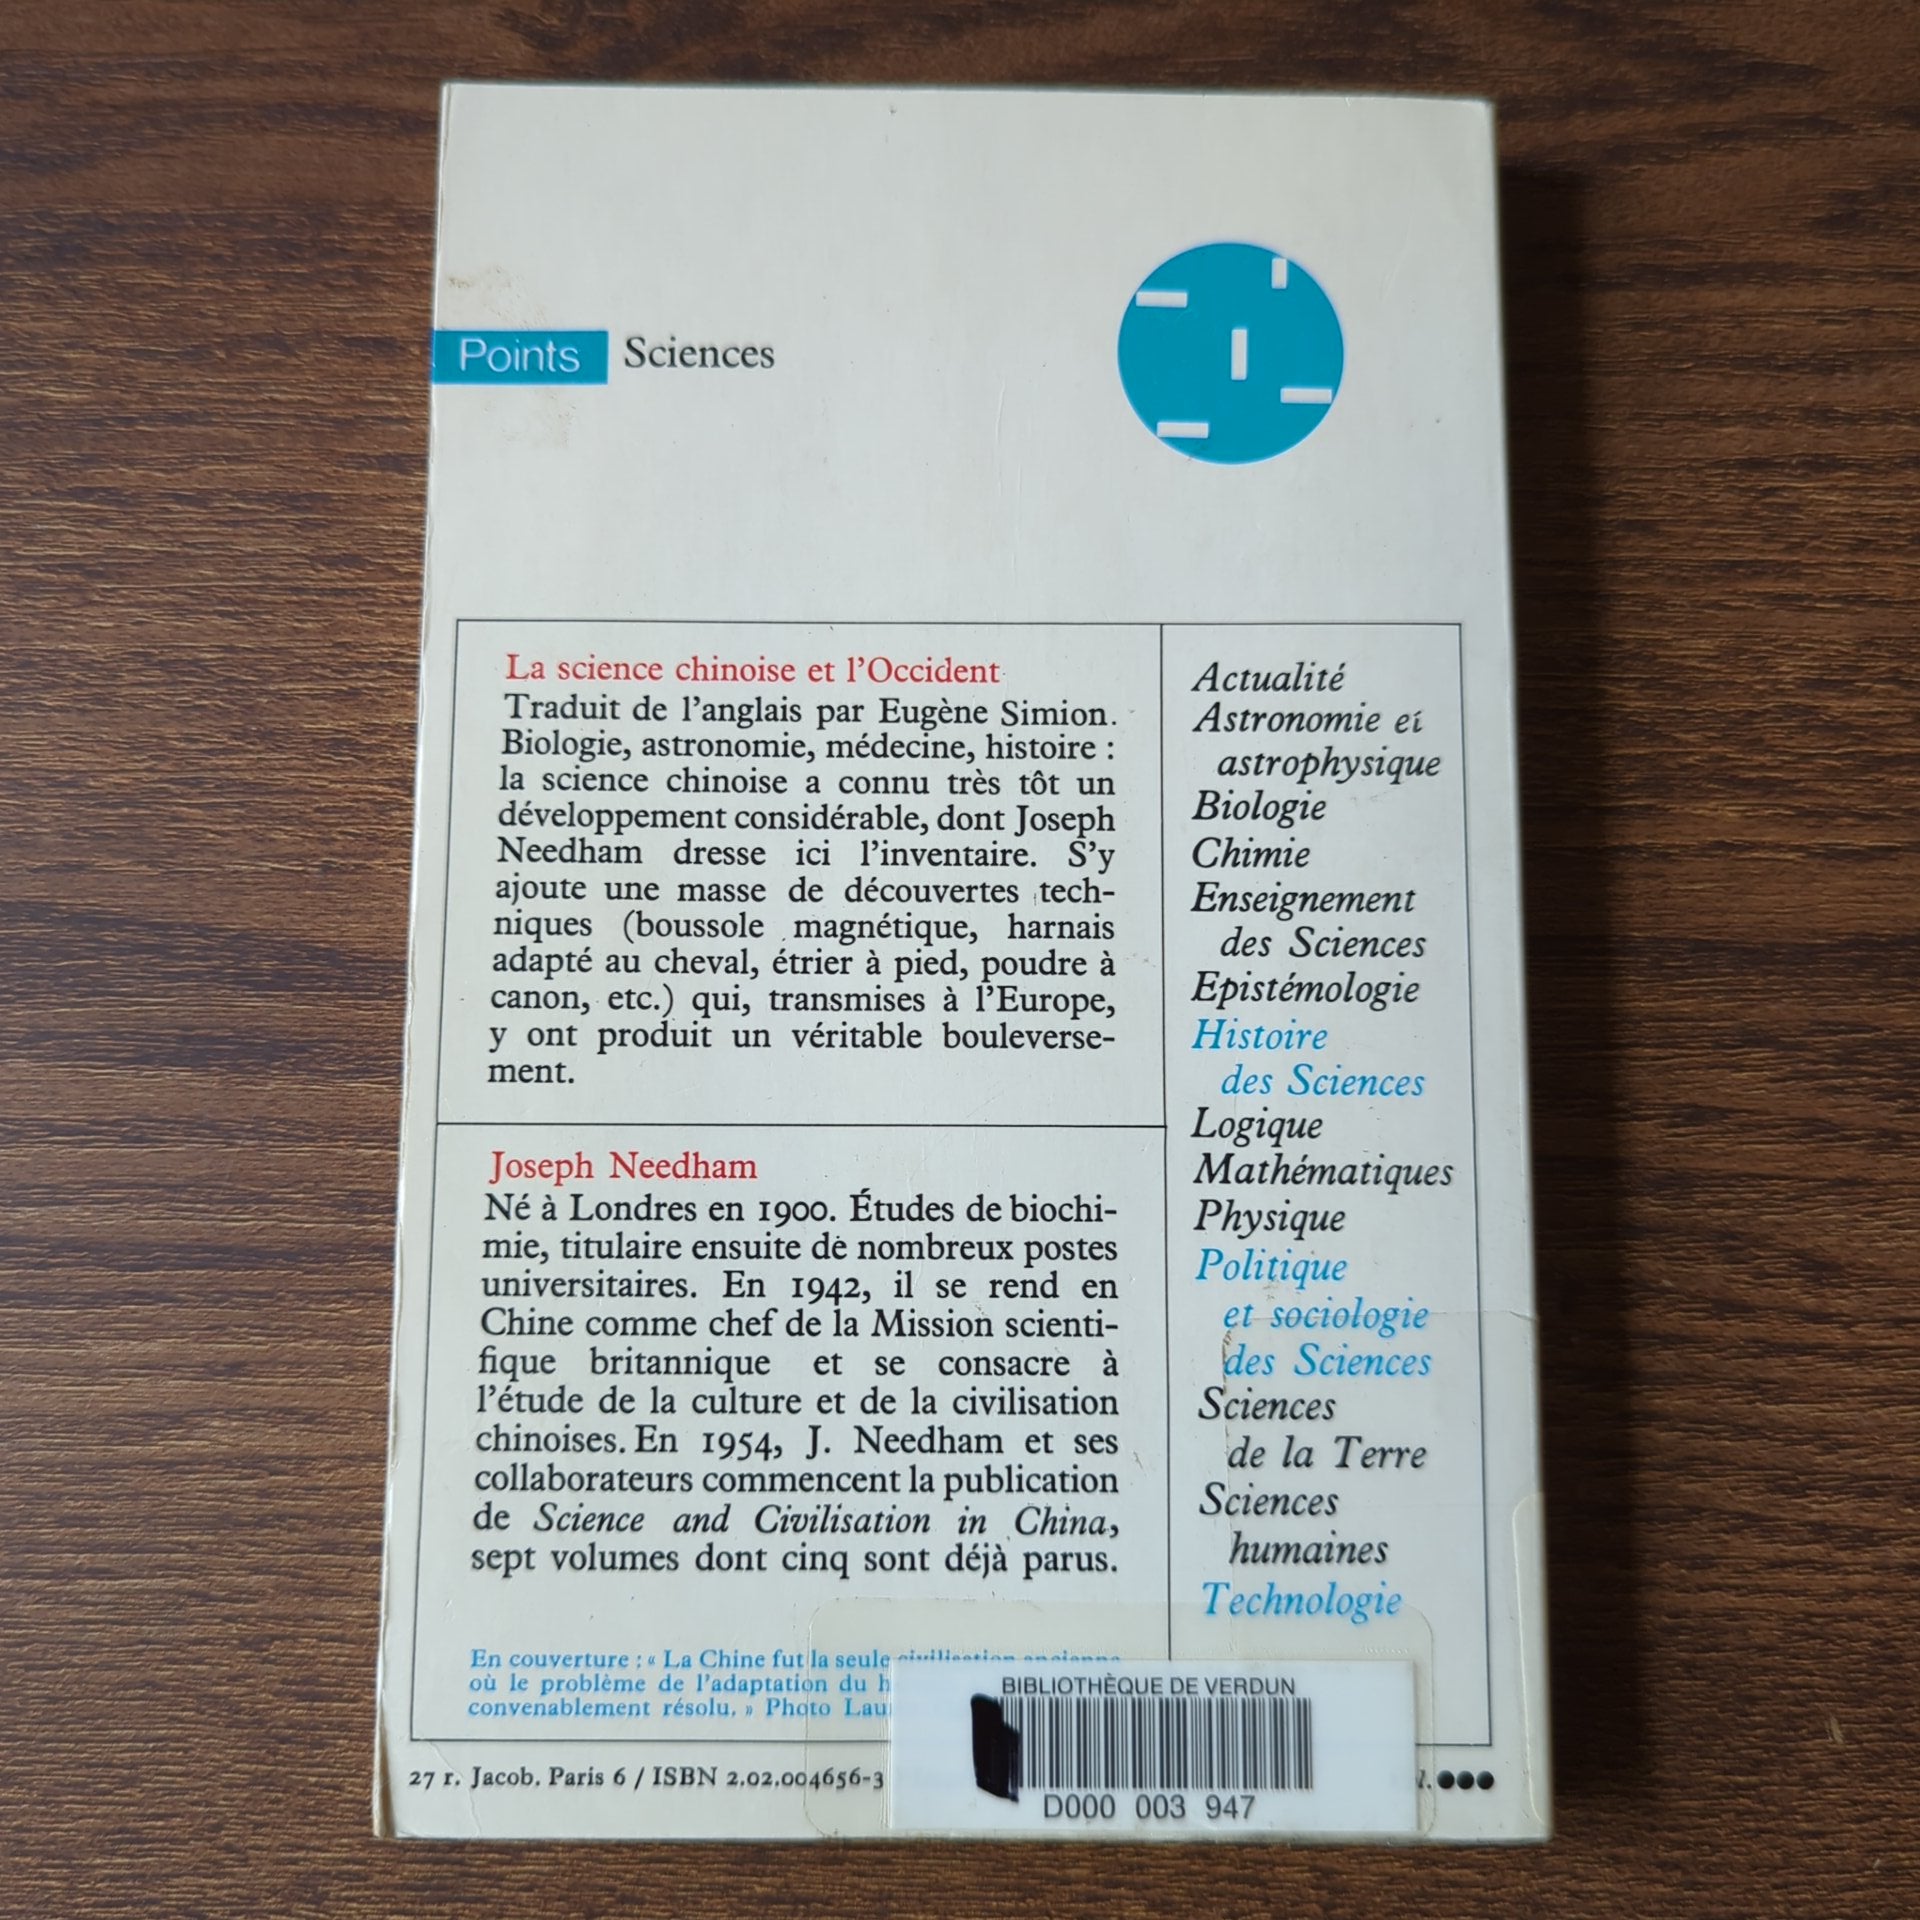 Points Sciences
La science chinoise et l'Occident
Traduit de l'anglais par Eugène Simion.
Biologie, astronomie, médecine, histoire :
la science chinoise a connu très tôt un
développement considérable, dont Joseph
Needham dresse ici l'inventaire. S'y
ajoute une masse de découvertes tech-
niques (boussole magnétique, harnais
adapté au cheval, étrier à pied, poudre à
canon, etc.) qui, transmises à l'Europe,
y ont produit un véritable bouleverse-
ment.
Joseph Needham
Né à Londres en 1900. Études de biochi-
mie, titulaire ensuite de nombreux postes
universitaires. En 1942, il se rend en
Chine comme chef de la Mission scienti-
fique britannique et se consacre à
l'étude de la culture et de la civilisation
chinoises. En 1954, J. Needham et ses
collaborateurs commencent la publication
de Science and Civilisation in China,
sept volumes dont cinq sont déjà parus.
En couverture : « La Chine fut la seule civilisation ancienne
où le problème de l'adaptation du
convenablement résolu. » Photo
Actualité
Astronomie et
astrophysique
Biologie
Chimie
Enseignement
des Sciences
Epistémologie
Histoire
des Sciences
Logique
Mathématiques
Physique
Politique
et sociologie
des Sciences
Sciences
de la Terre
Sciences
humaines
Technologie
27 r. Jacob. Paris 6 / ISBN 2.02.004656-3
BIBLIOTHÈQUE DE VERDUN
D000 003 947